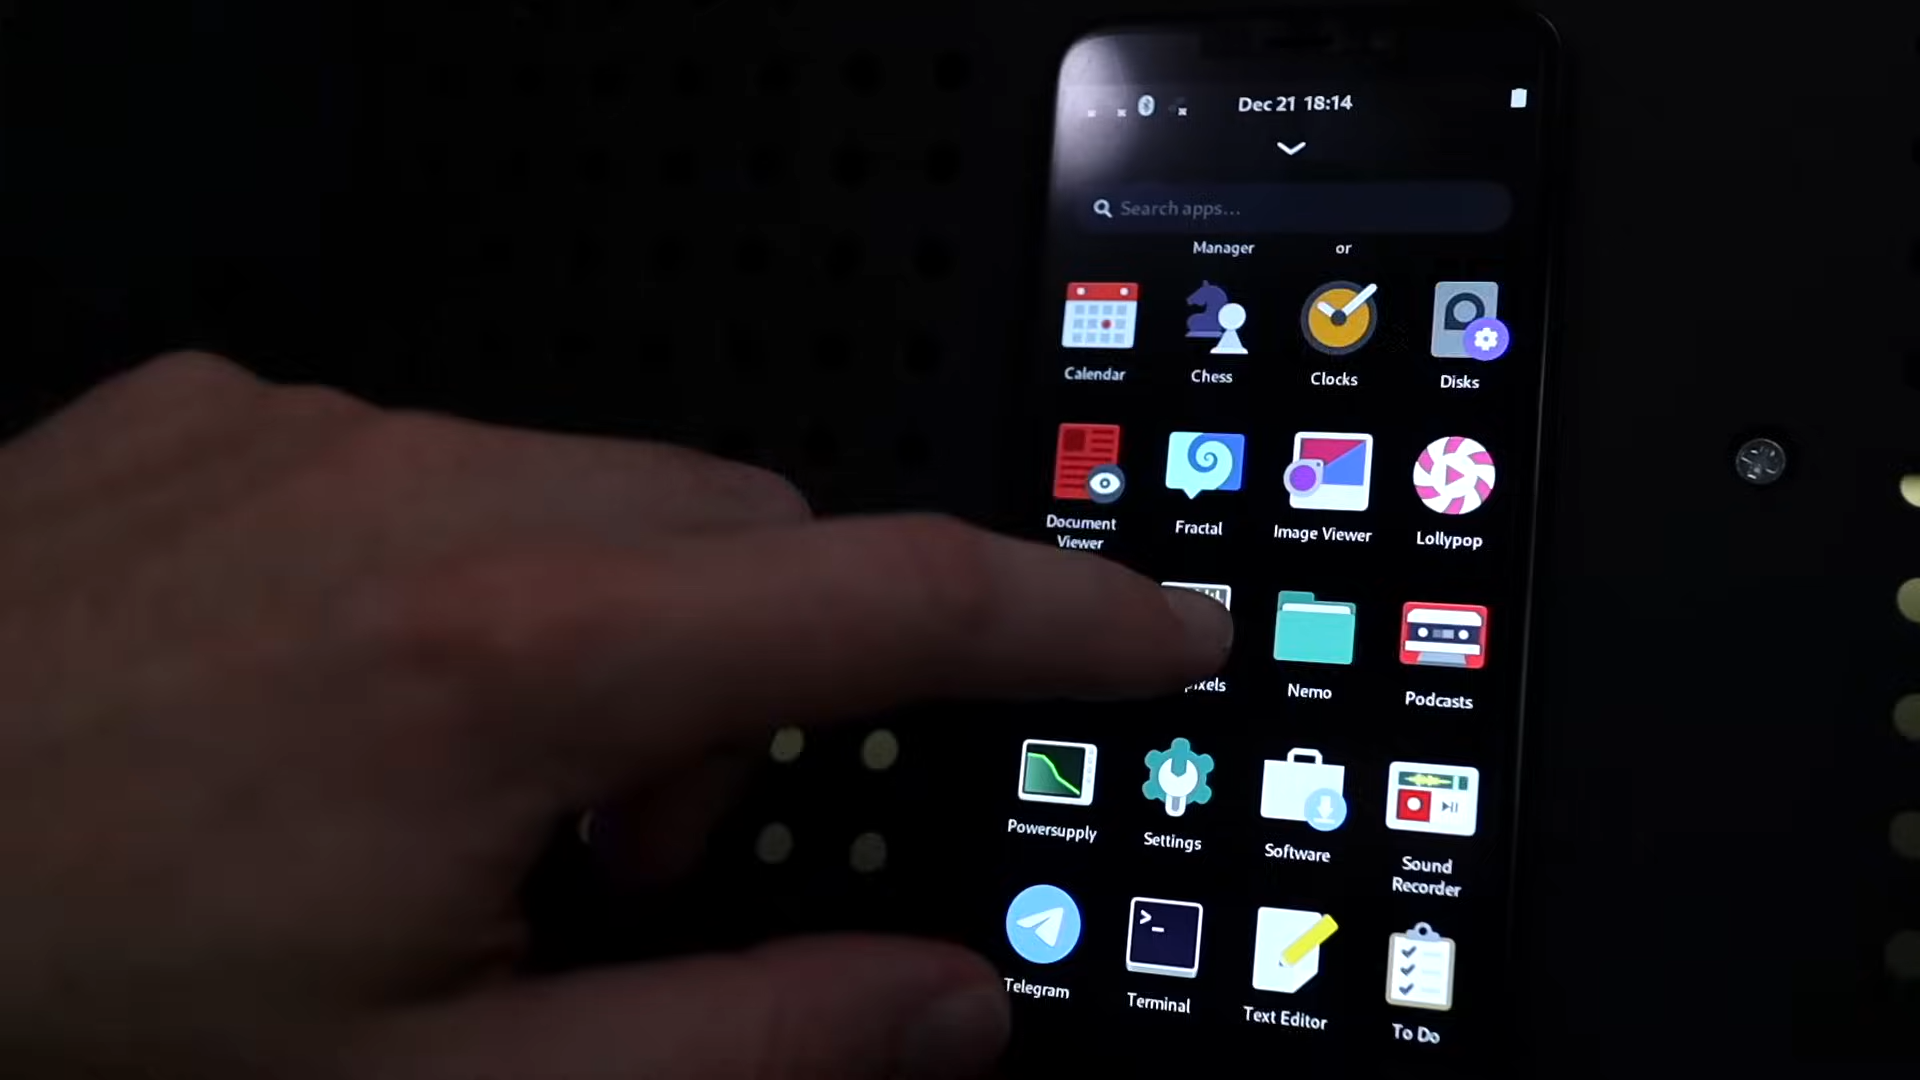 Dec 21 18:14
Search apps...
Manager or
Calendar Chess Clocks Disks
Document Viewer Fractal Image Viewer Lollypop
Nemo Podcasts
Powersupply Settings Software Sound Recorder
Telegram Terminal Text Editor To Do